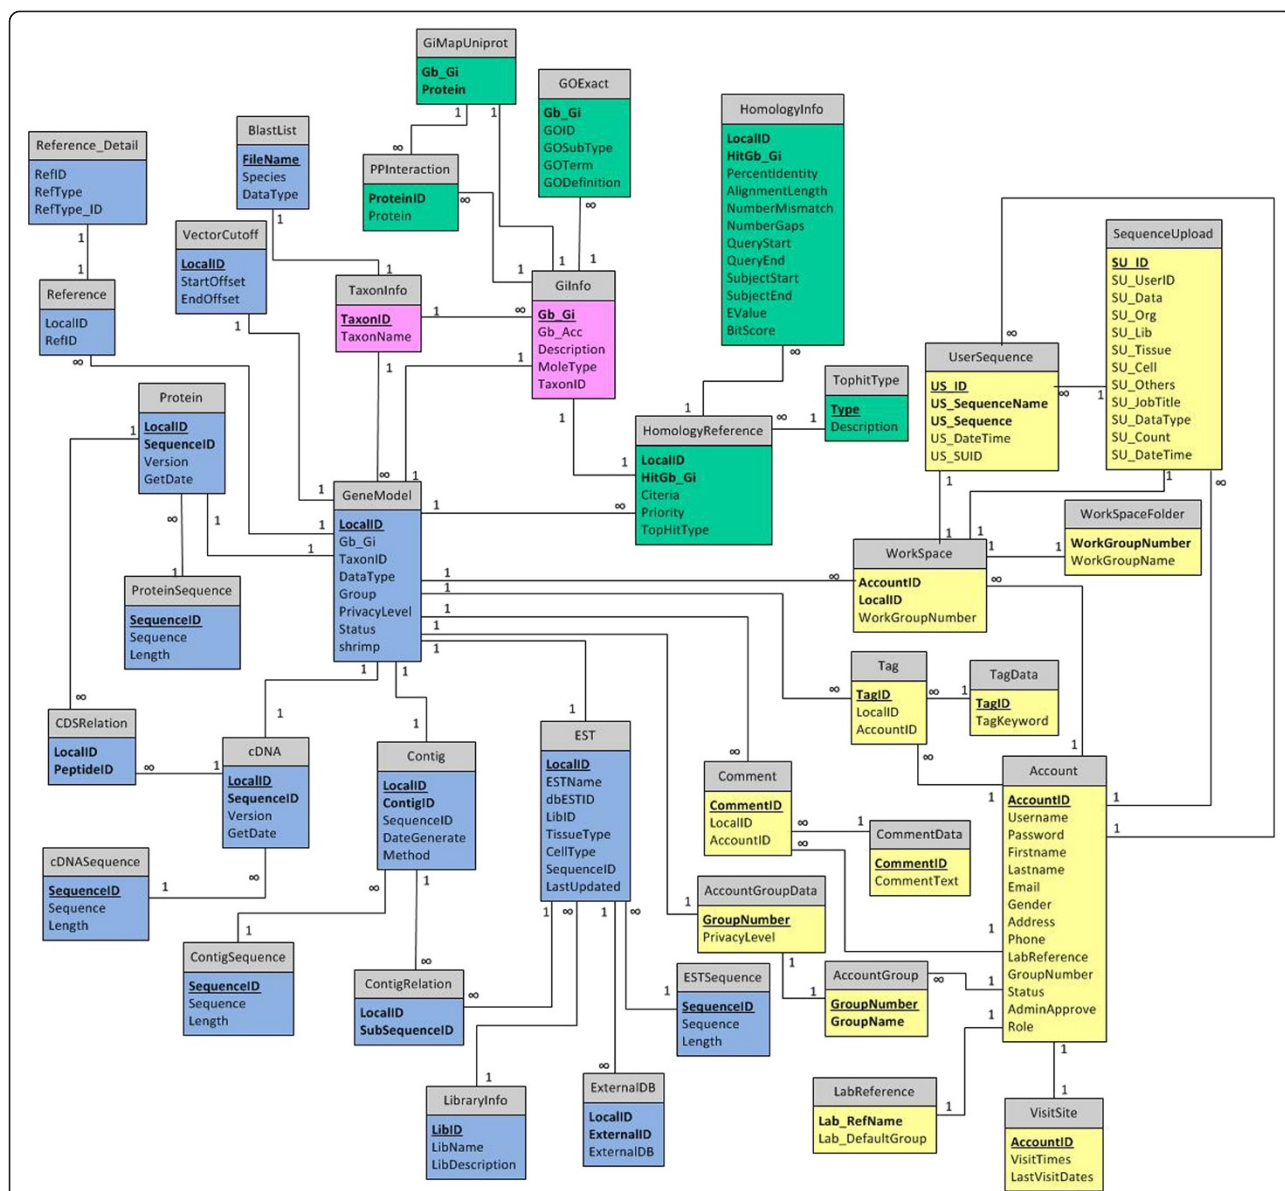 GiMapUniprot
Gb_Gi
Protein
GOExact
Gb_Gi
GOID
GOSubType
GOTerm
GODefinition
HomologyInfo
LocalID
HitGb_Gi
PercentIdentity
AlignmentLength
NumberMismatch
NumberGaps
QueryStart
QueryEnd
SubjectStart
SubjectEnd
EValue
BitScore
BlastList
FileName
Species
DataType
Reference_Detail
RefID
RefType
RefType_ID
PPInteraction
ProteinID
Protein
VectorCutoff
LocalID
StartOffset
EndOffset
SequenceUpload
SU_ID
SU_UserID
SU_Data
SU_Org
SU_Lib
SU_Tissue
SU_Cell
SU_Others
SU_JobTitle
SU_DataType
SU_Count
SU_DateTime
Reference
LocalID
RefID
TaxonInfo
TaxonID
TaxonName
GiInfo
Gb_Gi
Gb_Acc
Description
MoleType
TaxonID
UserSequence
US_ID
US_SequenceName
US_Sequence
US_DateTime
US_SUID
TophitType
Type
Description
Protein
LocalID
SequenceID
Version
GetDate
HomologyReference
LocalID
HitGb_Gi
Citeria
Priority
TopHitType
GeneModel
LocalID
Gb_Gi
TaxonID
DataType
Group
PrivacyLevel
Status
shrimp
WorkSpaceFolder
WorkGroupNumber
WorkGroupName
WorkSpace
AccountID
LocalID
WorkGroupNumber
ProteinSequence
SequenceID
Sequence
Length
Tag
TagID
LocalID
AccountID
TagData
TagID
TagKeyword
CDSRelation
LocalID
PeptideID
cDNA
LocalID
SequenceID
Version
GetDate
Contig
LocalID
ContigID
SequenceID
DateGenerate
Method
EST
LocalID
ESTName
dbESTID
LibID
TissueType
CellType
SequenceID
LastUpdated
Comment
CommentID
LocalID
AccountID
CommentData
CommentID
CommentText
Account
AccountID
Username
Password
Firstname
Lastname
Email
Gender
Address
Phone
LabReference
GroupNumber
Status
AdminApprove
Role
cDNASequence
SequenceID
Sequence
Length
AccountGroupData
GroupNumber
PrivacyLevel
ContigSequence
SequenceID
Sequence
Length
ContigRelation
LocalID
SubSequenceID
ESTSequence
SequenceID
Sequence
Length
AccountGroup
GroupNumber
GroupName
LibraryInfo
LibID
LibName
LibDescription
ExternalDB
LocalID
ExternalID
ExternalDB
LabReference
Lab_RefName
Lab_DefaultGroup
VisitSite
AccountID
VisitTimes
LastVisitDates